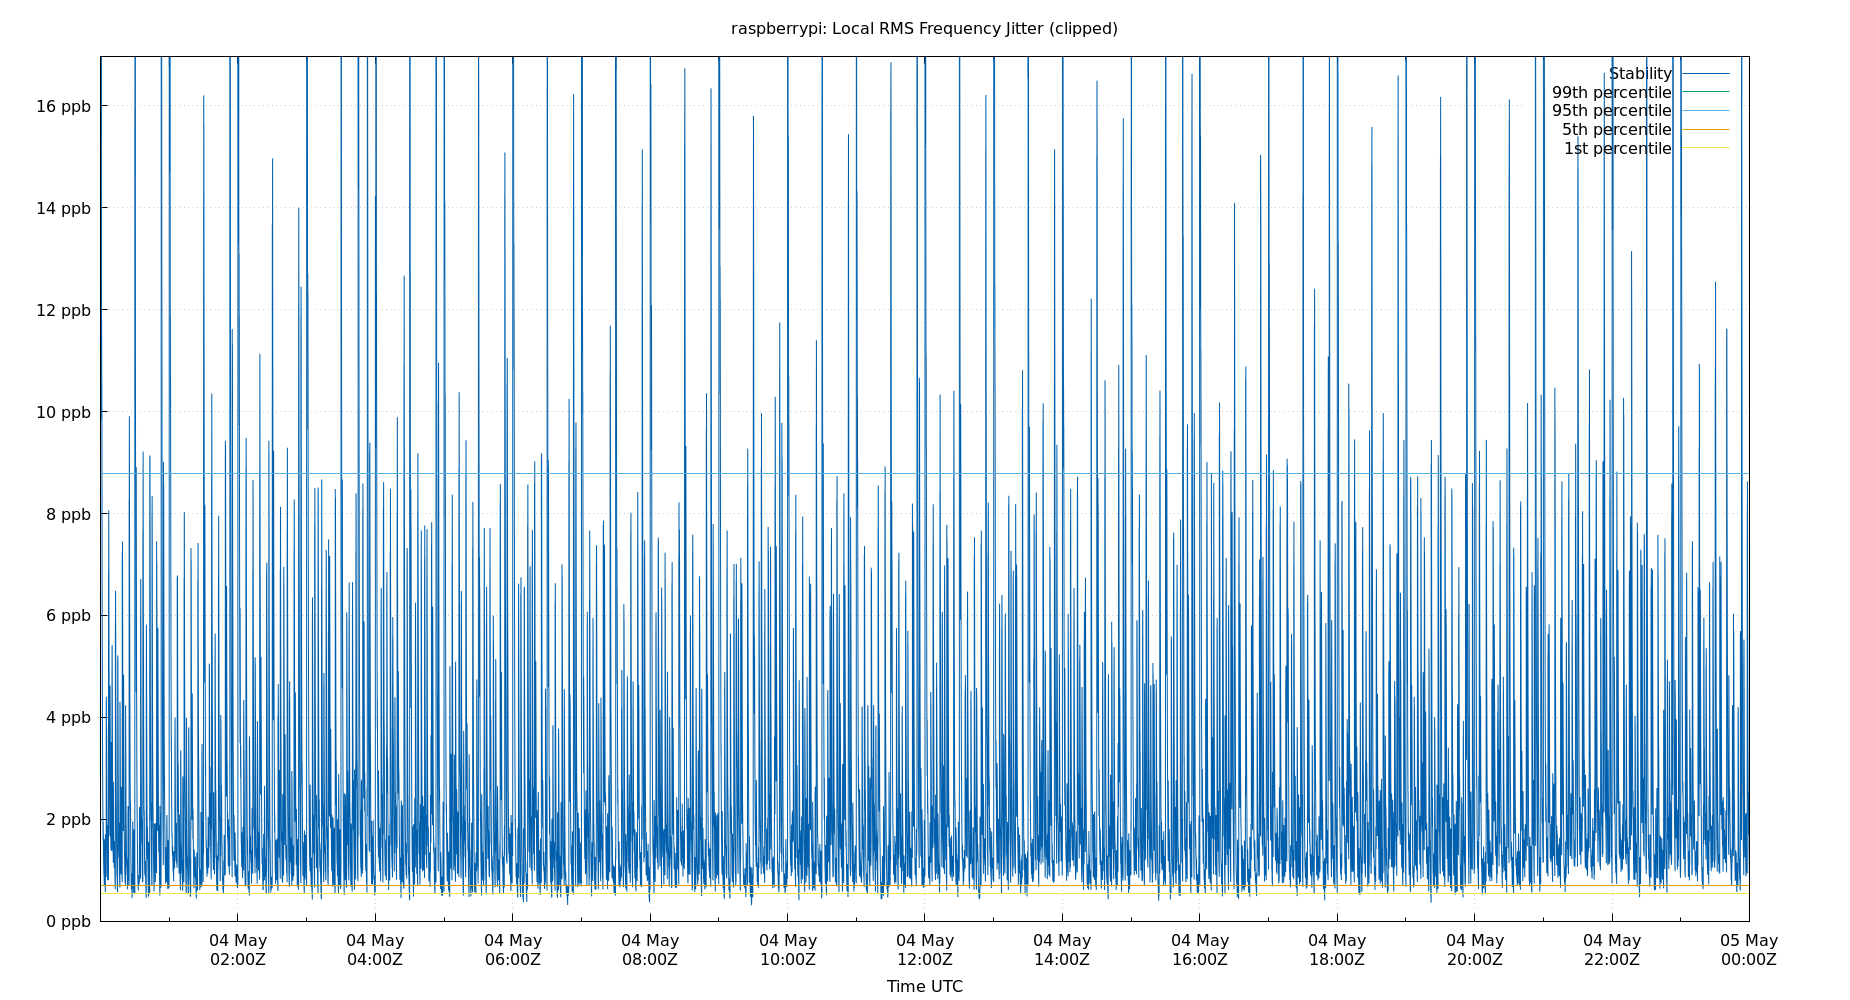 raspberrypi: Local RMS Frequency Jitter (clipped)
Stability
99th percentile
95th percentile
5th percentile
1st percentile
16 ppb
14 ppb
12 ppb
10 ppb
8 ppb
6 ppb
4 ppb
2 ppb
0 ppb
04 May 04 May 04 May 04 May 04 May 04 May 04 May 04 May 04 May 04 May 04 May 05 May
02:00Z 04:00Z 06:00Z 08:00Z 10:00Z 12:00Z 14:00Z 16:00Z 18:00Z 20:00Z 22:00Z 00:00Z
Time UTC